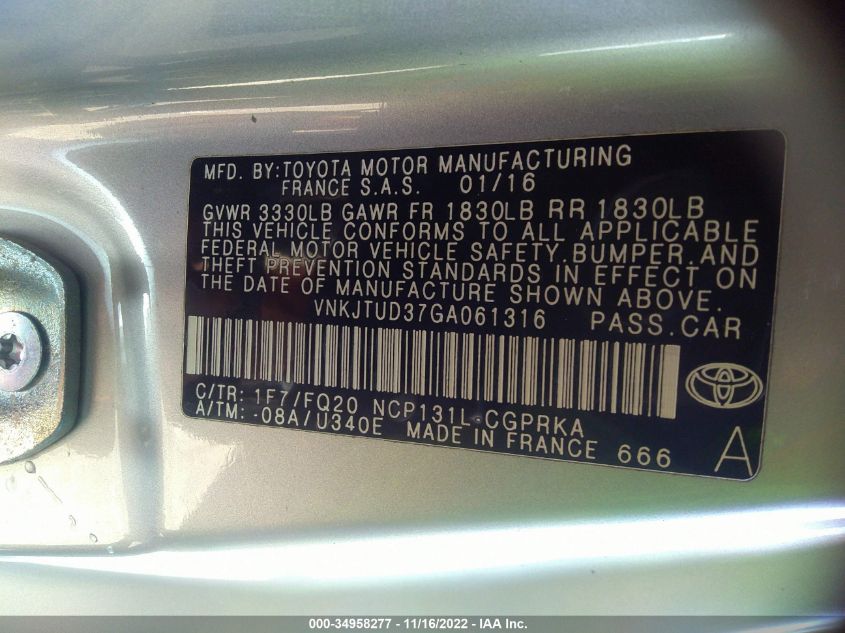 MFD. BY:TOYOTA MOTOR MANUFACTURING
FRANCE S.A.S. 01/16
GVWR 3330LB GAWR FR 1830LB RR 1830LB
THIS VEHICLE CONFORMS TO ALL APPLICABLE
FEDERAL MOTOR VEHICLE SAFETY,BUMPER,AND
THEFT PREVENTION STANDARDS IN EFFECT ON
THE DATE OF MANUFACTURE SHOWN ABOVE.
VNKJTUD37GA061316 PASS.CAR
C/TR: 1F7/FQ20 NCP131L-CGPRKA
A/TM: -08A/U340E MADE IN FRANCE 666 A
000-34958277 - 11/16/2022 - IAA Inc.